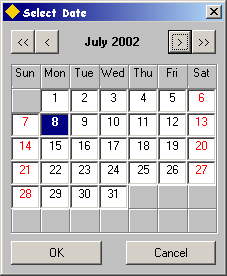 Select Date
<< < July 2002 > >>
Sun Mon Tue Wed Thu Fri Sat
1 2 3 4 5 6
7 8 9 10 11 12 13
14 15 16 17 18 19 20
21 22 23 24 25 26 27
28 29 30 31
OK Cancel